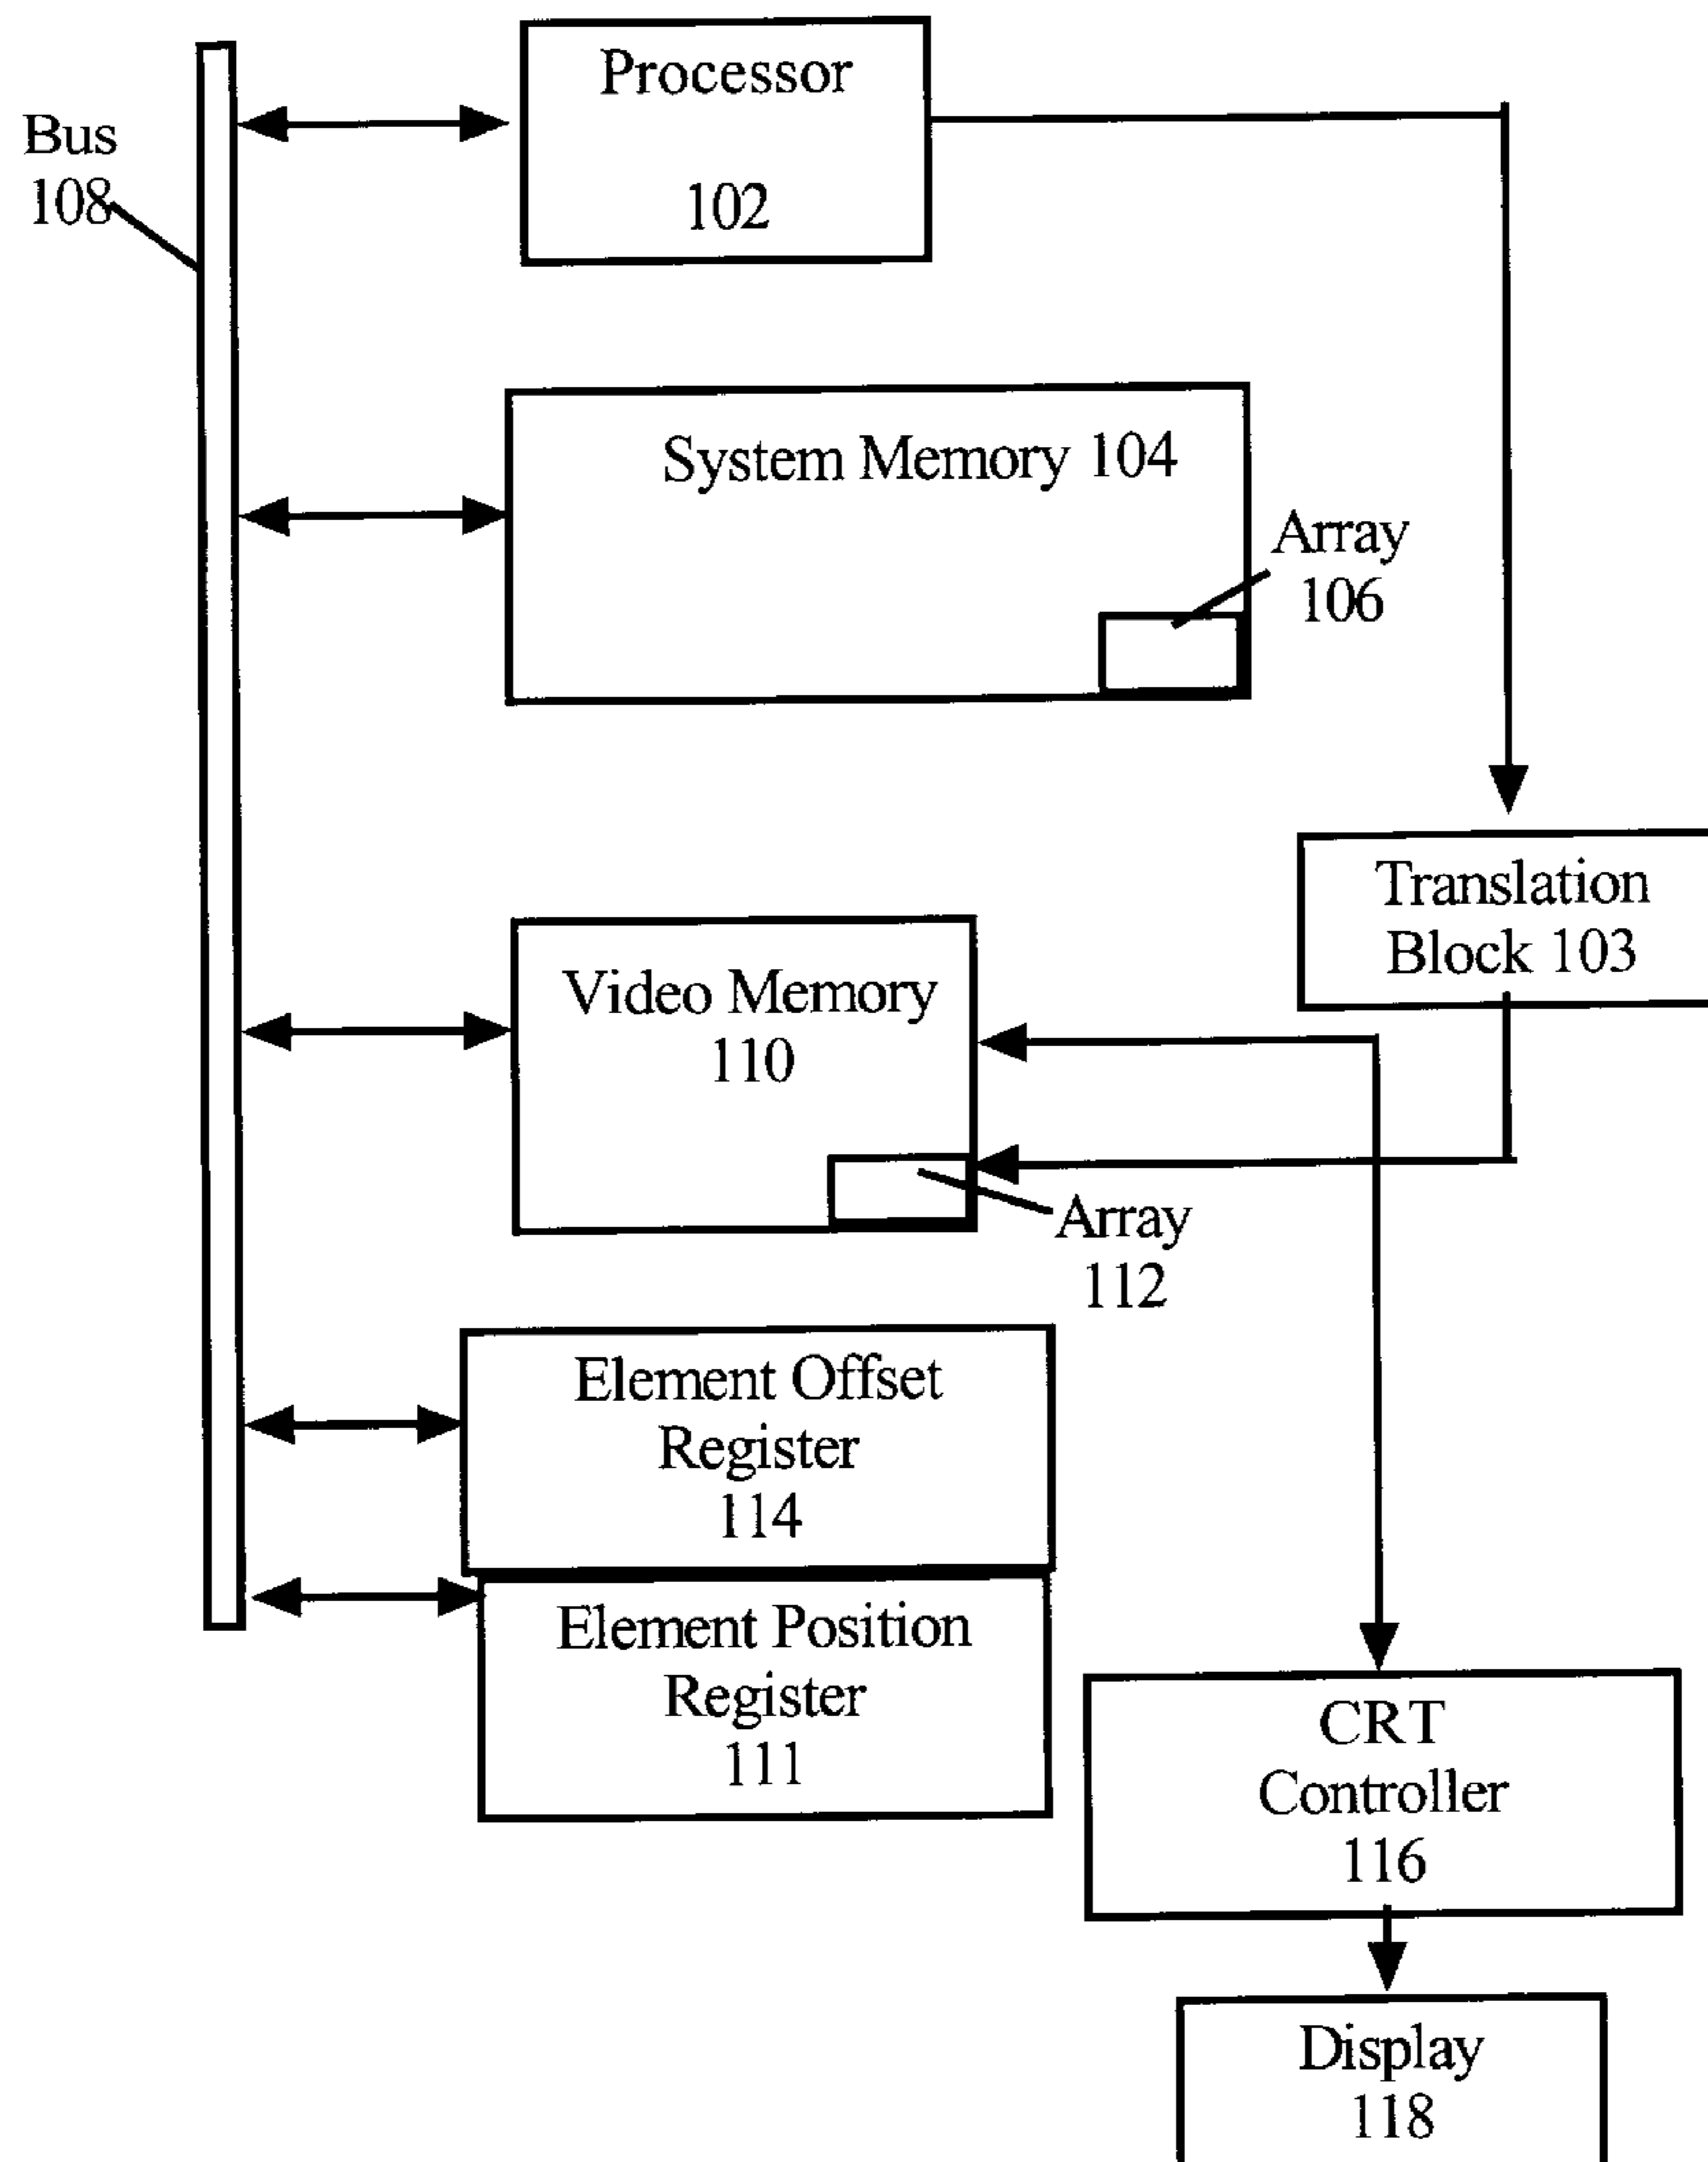 Processor
102
Bus
108
System Memory 104
Array
106
Translation
Block 103
Video Memory
110
Array
112
Element Offset
Register
114
Element Position
Register
111
CRT
Controller
116
Display
118